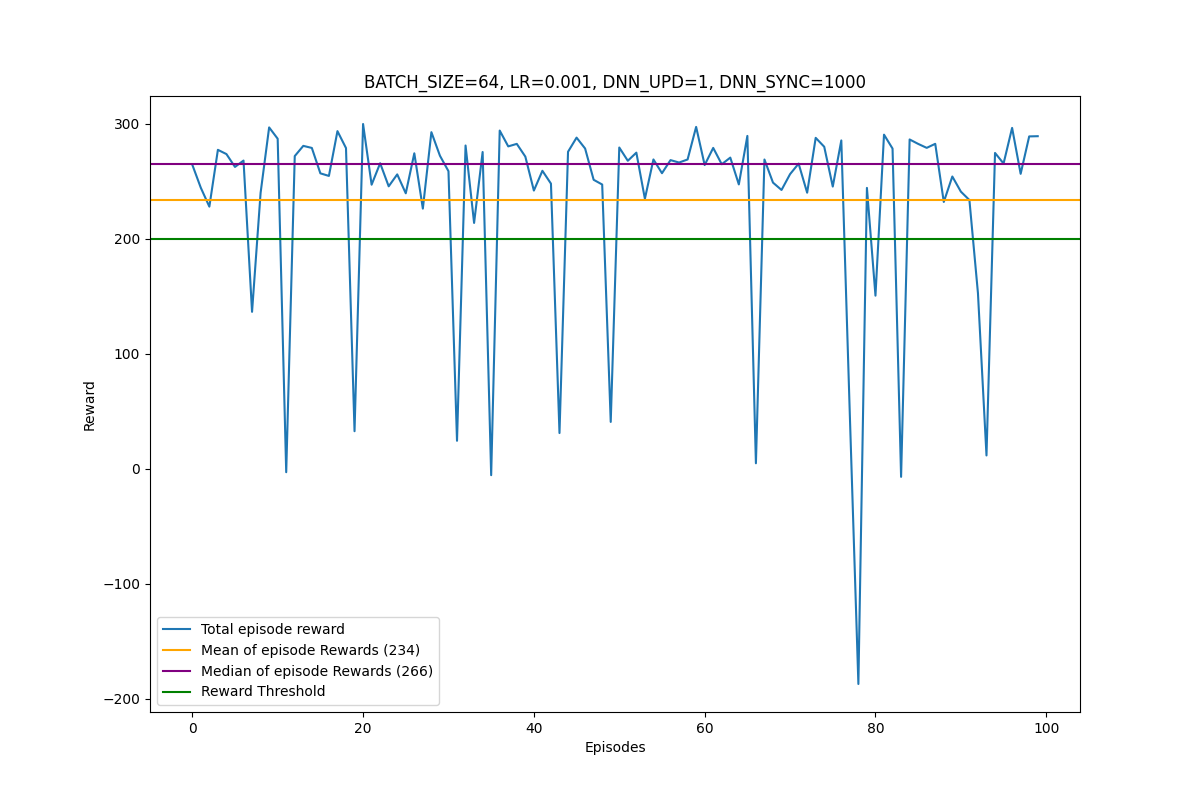 BATCH_SIZE=64, LR=0.001, DNN_UPD=1, DNN_SYNC=1000
300
200
100
0
−100
−200
Reward
Total episode reward
Mean of episode Rewards (234)
Median of episode Rewards (266)
Reward Threshold
0 20 40 60 80 100
Episodes